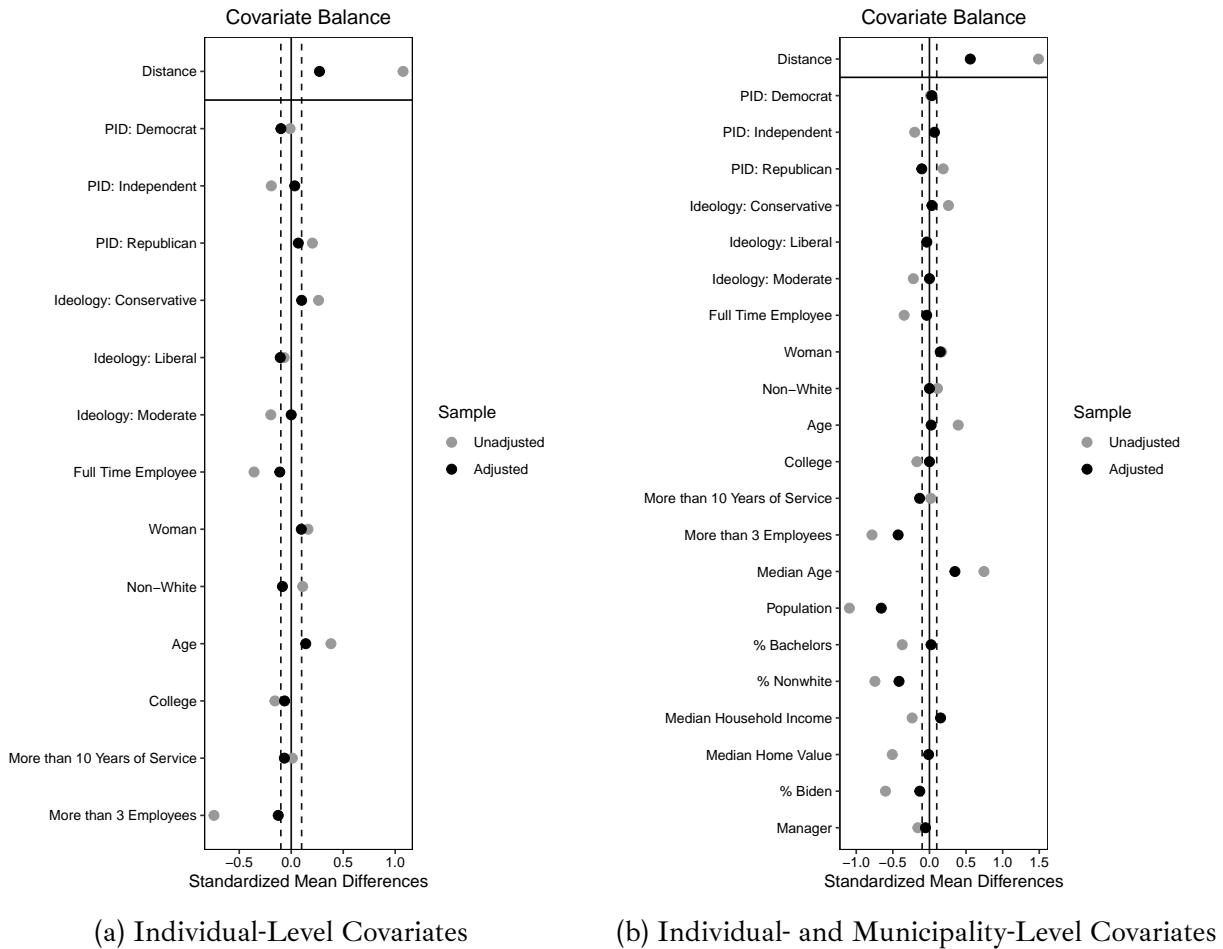 Covariate Balance
Distance
PID: Democrat
PID: Independent
PID: Republican
Ideology: Conservative
Ideology: Liberal
Ideology: Moderate
Full Time Employee
Woman
Non−White
Age
College
More than 10 Years of Service
More than 3 Employees
−0.5 0.0 0.5 1.0
Standardized Mean Differences
Sample
Unadjusted
Adjusted
(a) Individual-Level Covariates
Covariate Balance
Distance
PID: Democrat
PID: Independent
PID: Republican
Ideology: Conservative
Ideology: Liberal
Ideology: Moderate
Full Time Employee
Woman
Non−White
Age
College
More than 10 Years of Service
More than 3 Employees
Median Age
Population
% Bachelors
% Nonwhite
Median Household Income
Median Home Value
% Biden
Manager
−1.0 −0.5 0.0 0.5 1.0 1.5
Standardized Mean Differences
Sample
Unadjusted
Adjusted
(b) Individual- and Municipality-Level Covariates